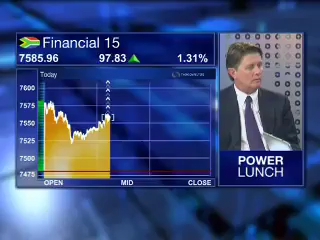 Financial 15
7585.96 97.83 1.31%
Today
7600
7575
7550
7525
7500
7475
OPEN MID CLOSE
POWER
LUNCH